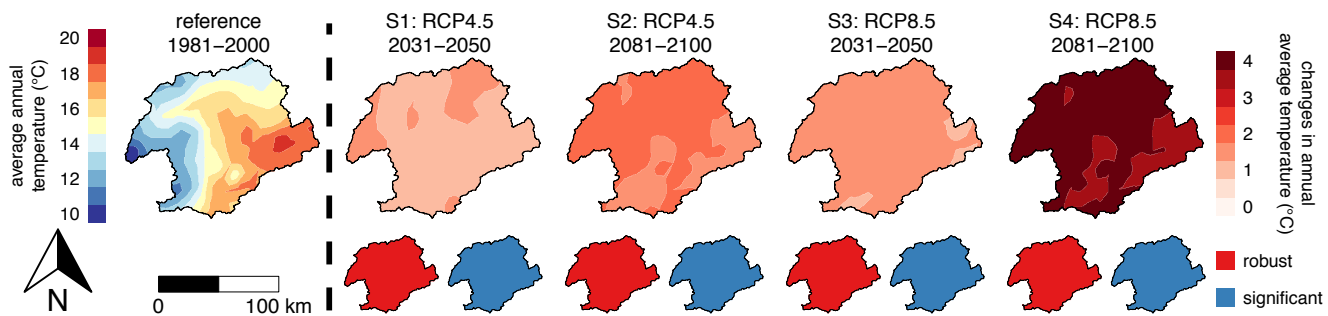 reference
1981–2000
S1: RCP4.5
2031–2050
S2: RCP4.5
2081–2100
S3: RCP8.5
2031–2050
S4: RCP8.5
2081–2100
average annual
temperature (°C)
20
18
16
14
12
10
4
3
2
1
0
changes in annual
average temperature (°C)
N
0
100 km
robust
significant